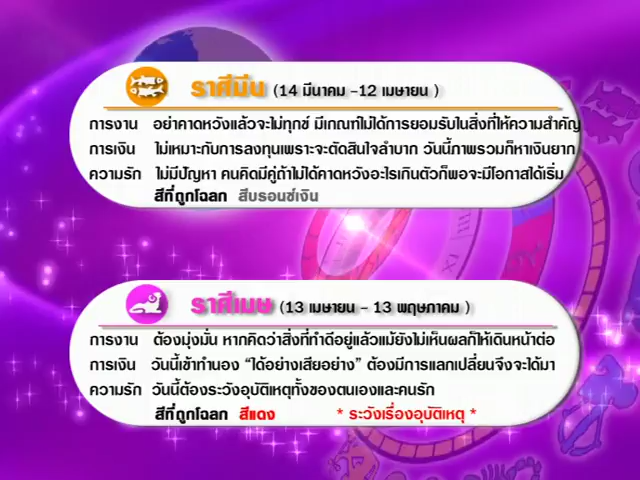 ราศีมีน (14 มีนาคม -12 เมษายน )
การงาน อย่าคาดหวังแล้วจะไม่ทุกข์ มีเกณฑ์ไม่ได้การยอมรับในสิ่งที่ให้ความสำคัญ
การเงิน ไม่เหมาะกับการลงทุนเพราะจะตัดสินใจลำบาก วันนี้ภาพรวมก็หาเงินยาก
ความรัก ไม่มีปัญหา คนคิดมีคู่ถ้าไม่ได้คาดหวังอะไรเกินตัวก็พอจะมีโอกาสได้เริ่ม
สีที่ถูกโฉลก สีบรอนซ์เงิน
ราศีเมษ (13 เมษายน - 13 พฤษภาคม )
การงาน ต้องมุ่งมั่น หากคิดว่าสิ่งที่ทำดีอยู่แล้วแม้ยังไม่เห็นผลก็ให้เดินหน้าต่อ
การเงิน วันนี้เข้าทำนอง "ได้อย่างเสียอย่าง" ต้องมีการแลกเปลี่ยนจึงจะได้มา
ความรัก วันนี้ต้องระวังอุบัติเหตุทั้งของตนเองและคนรัก
สีที่ถูกโฉลก สีแดง * ระวังเรื่องอุบัติเหตุ *